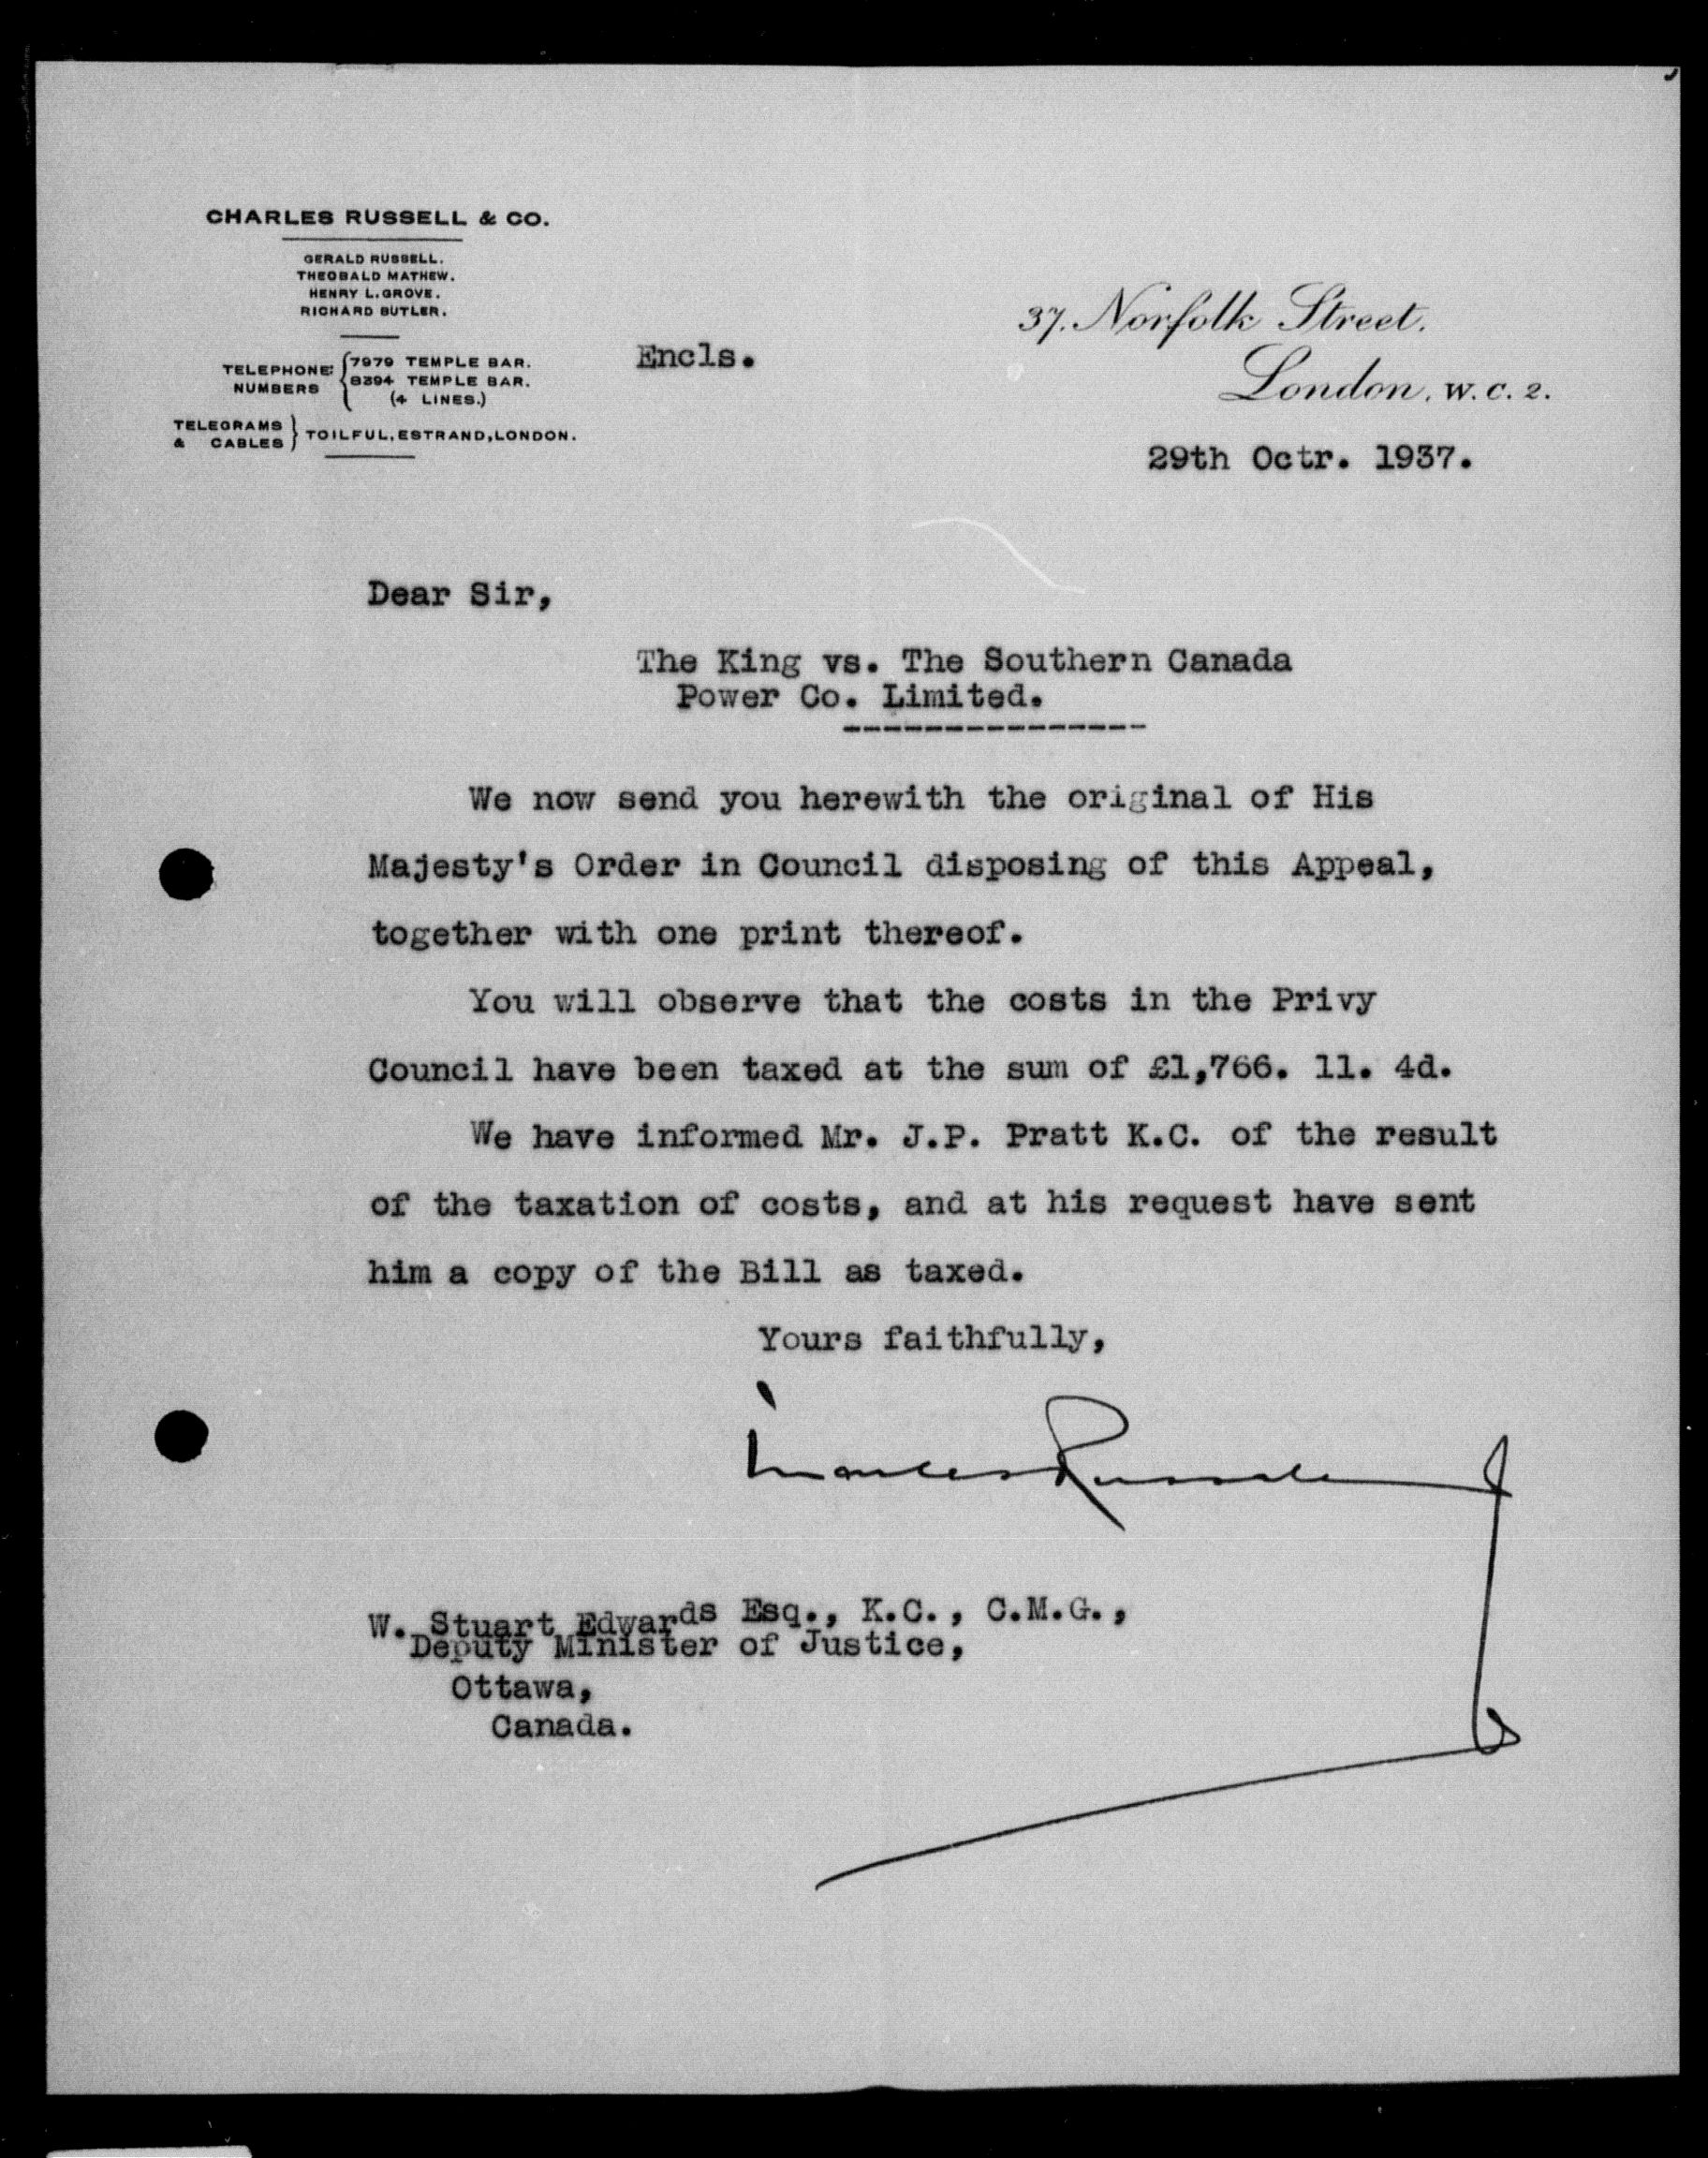 CHARLES RUSSELL & CO.
GERALD RUSSELL.
THEOBALD MATHEW.
HENRY L. GROVE.
RICHARD BUTLER.
TELEPHONE NUMBERS { 7979 TEMPLE BAR.
8394 TEMPLE BAR.
(4 LINES.)
TELEGRAMS & CABLES } TOILFUL, ESTRAND, LONDON.
Encls.
37. Norfolk Street.
London, W.C.2.
29th Octr. 1937.
Dear Sir,
The King vs. The Southern Canada
Power Co. Limited.
---------------
We now send you herewith the original of His
Majesty's Order in Council disposing of this Appeal,
together with one print thereof.
You will observe that the costs in the Privy
Council have been taxed at the sum of £1,766. 11. 4d.
We have informed Mr. J.P. Pratt K.C. of the result
of the taxation of costs, and at his request have sent
him a copy of the Bill as taxed.
Yours faithfully,
Charles Russell & Co
W. Stuart Edwards Esq., K.C., C.M.G.,
Deputy Minister of Justice,
Ottawa,
Canada.